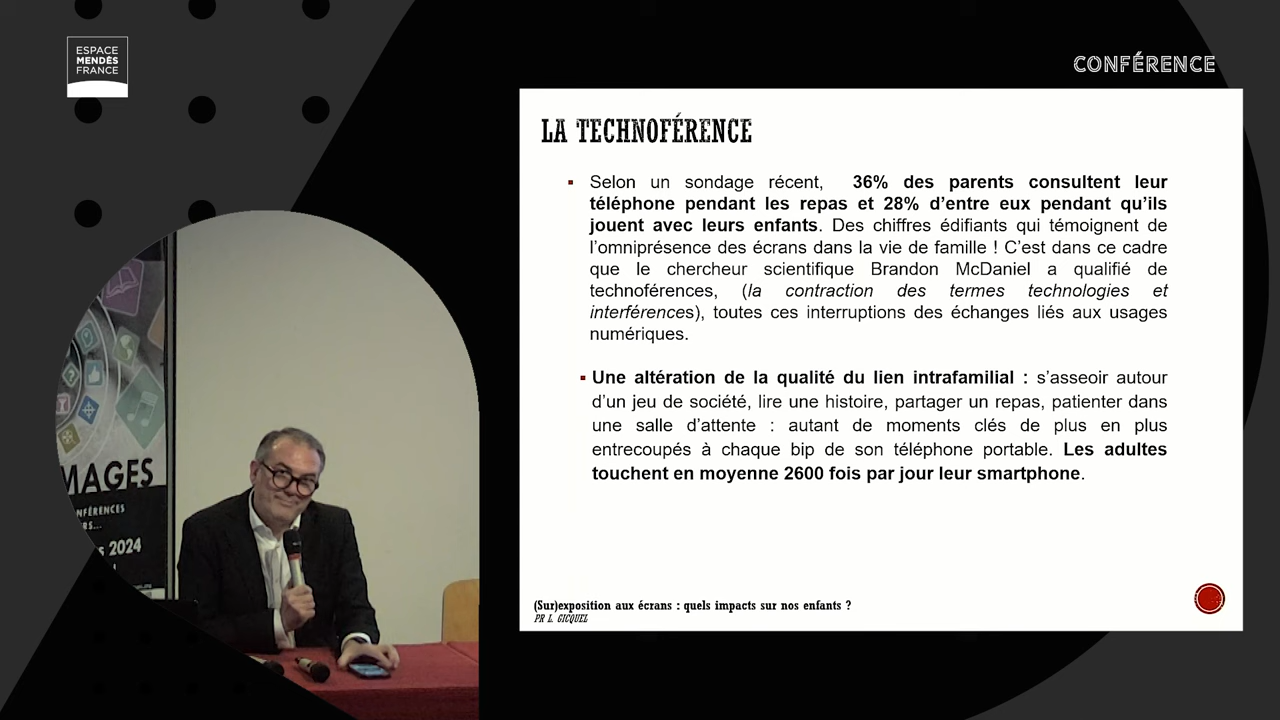 ESPACE
MENDÈS
FRANCE
CONFÉRENCE
LA TECHNOFÉRENCE
Selon un sondage récent, 36% des parents consultent leur
téléphone pendant les repas et 28% d'entre eux pendant qu'ils
jouent avec leurs enfants. Des chiffres édifiants qui témoignent de
l'omniprésence des écrans dans la vie de famille ! C'est dans ce cadre
que le chercheur scientifique Brandon McDaniel a qualifié de
technoférences, (la contraction des termes technologies et
interférences), toutes ces interruptions des échanges liés aux usages
numériques.
Une altération de la qualité du lien intrafamilial : s'asseoir autour
d'un jeu de société, lire une histoire, partager un repas, patienter dans
une salle d'attente : autant de moments clés de plus en plus
entrecoupés à chaque bip de son téléphone portable. Les adultes
touchent en moyenne 2600 fois par jour leur smartphone.
(Sur)exposition aux écrans : quels impacts sur nos enfants ?
PR L. GICQUEL
MAGES
NFÉRENCES
RS...
s 2024